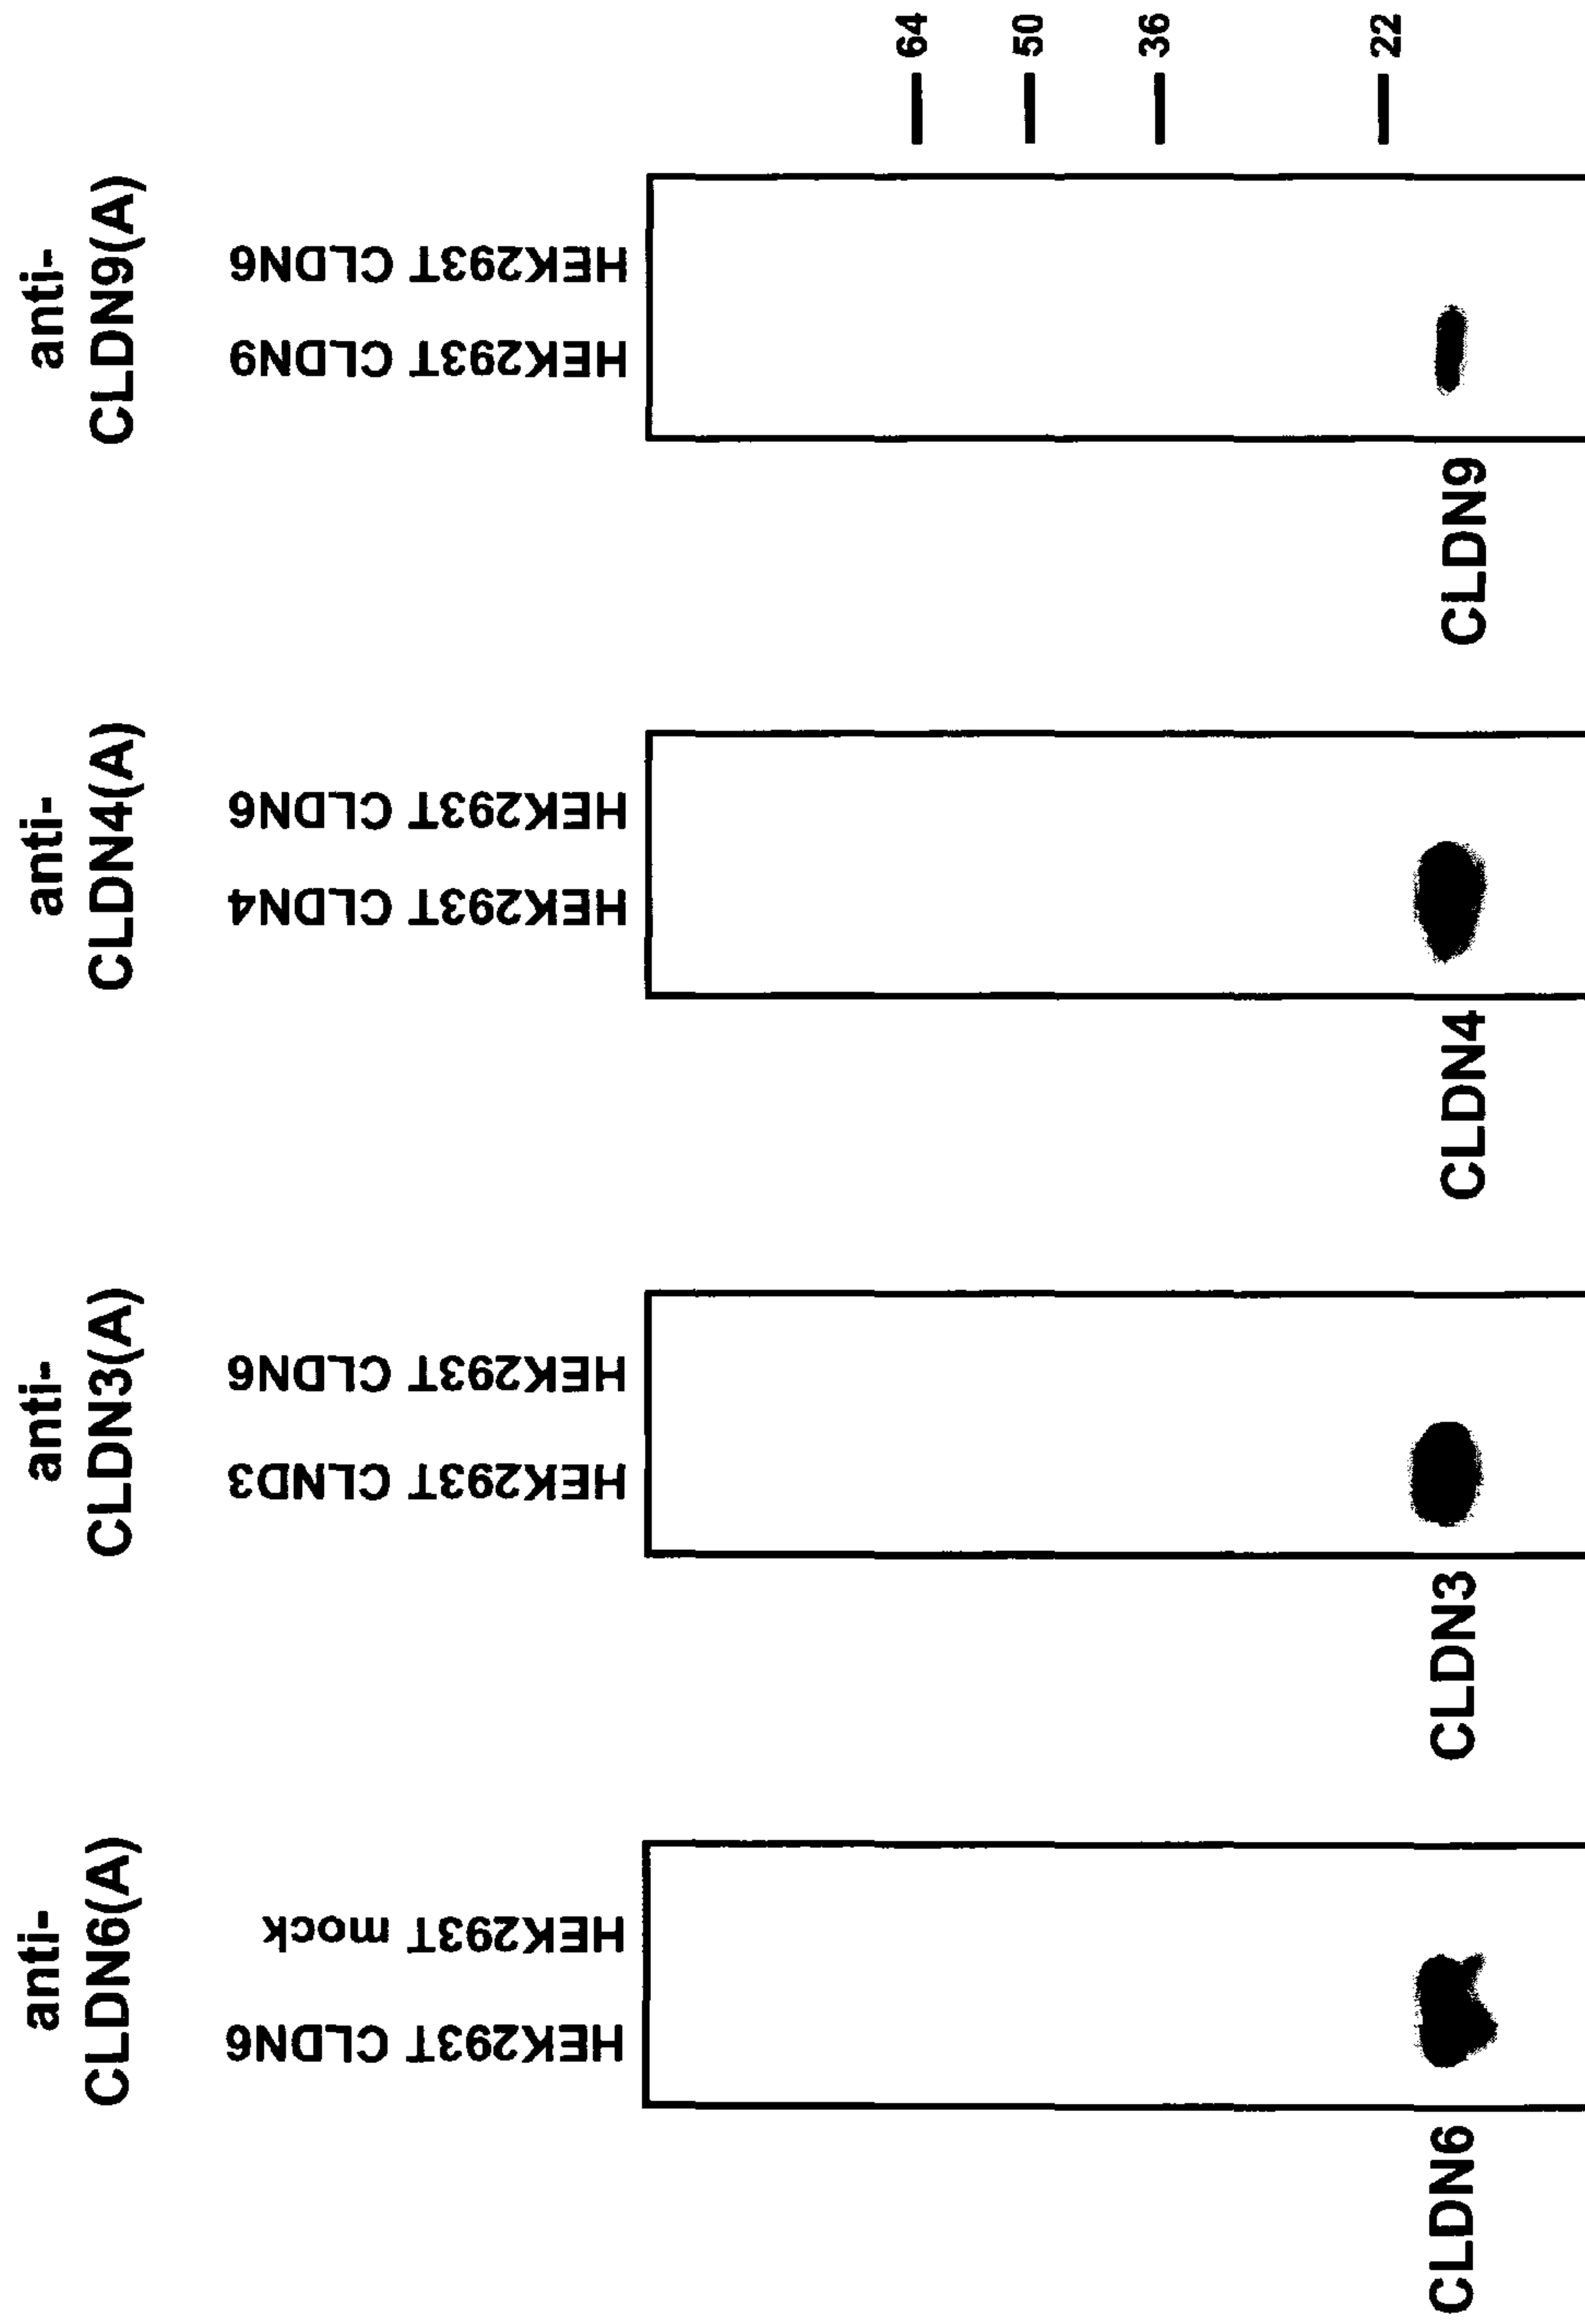 anti-
CLDN6(A)
HEK293T CLDN6
HEK293T mock
CLDN6
anti-
CLDN3(A)
HEK293T CLND3
HEK293T CLDN6
CLDN3
anti-
CLDN4(A)
HEK293T CLDN4
HEK293T CLDN6
CLDN4
anti-
CLDN9(A)
HEK293T CLDN9
HEK293T CLDN6
CLDN9
64
50
36
22